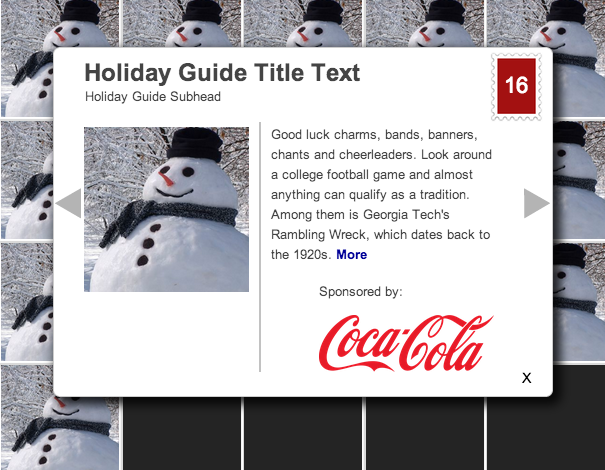 Holiday Guide Title Text
Holiday Guide Subhead
16
Good luck charms, bands, banners,
chants and cheerleaders. Look around
a college football game and almost
anything can qualify as a tradition.
Among them is Georgia Tech's
Rambling Wreck, which dates back to
the 1920s. More
Sponsored by:
Coca-Cola
X